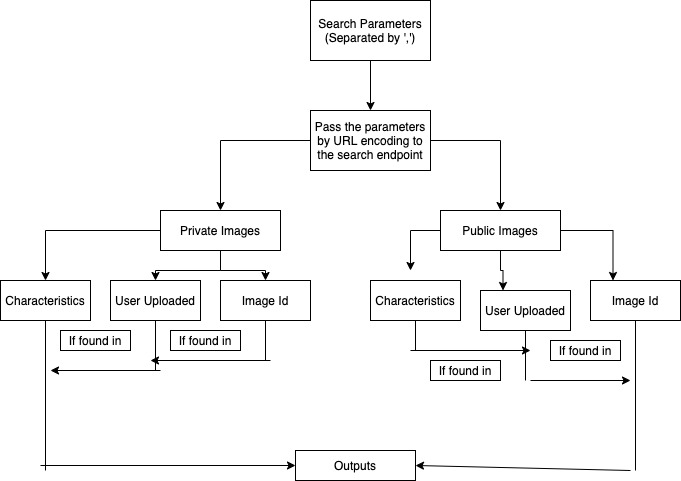 Search Parameters
(Separated by ',')
Pass the parameters
by URL encoding to
the search endpoint
Private Images
Public Images
Characteristics
User Uploaded
Image Id
Characteristics
User Uploaded
Image Id
If found in
If found in
If found in
If found in
Outputs